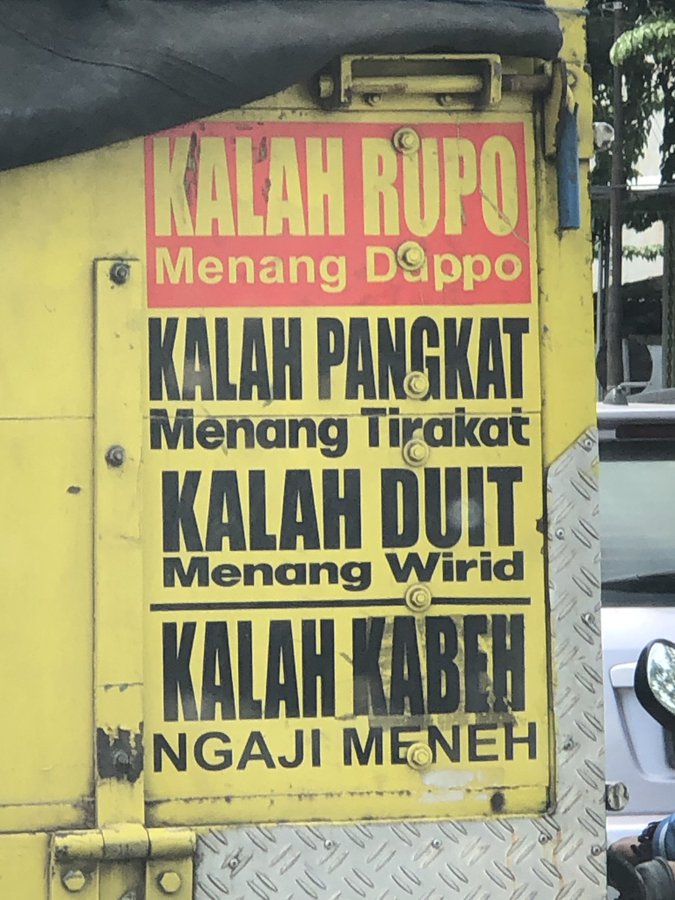 KALAH RUPO
Menang Duppo
KALAH PANGKAT
Menang Tirakat
KALAH DUIT
Menang Wirid
KALAH KABEH
NGAJI MENEH